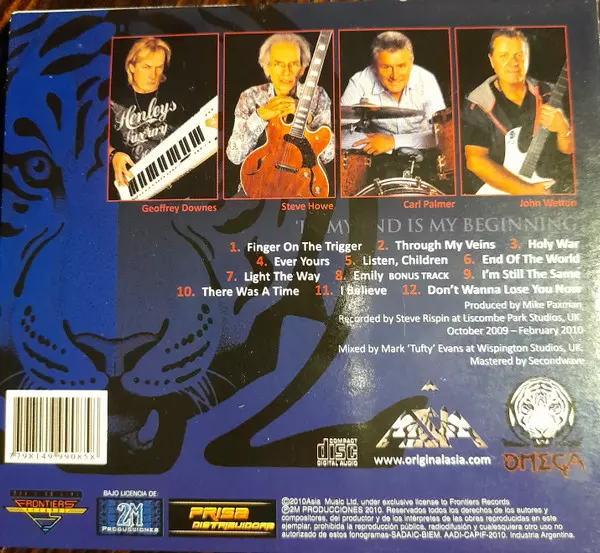 Henleys
Geoffrey Downes
Steve Howe
Carl Palmer
John Wetton
MY END IS MY BEGINNING
1. Finger On The Trigger 2. Through My Veins 3. Holy War
4. Ever Yours 5. Listen, Children 6. End Of The World
7. Light The Way 8. Emily BONUS TRACK 9. I'm Still The Same
10. There Was A Time 11. I Believe 12. Don't Wanna Lose You Now
Produced by Mike Paxman
Recorded by Steve Rispin at Liscombe Park Studios, UK.
October 2009 – February 2010
Mixed by Mark 'Tufty' Evans at Wispington Studios, UK.
Mastered by Secondwave
7798149990858
COMPACT
disc
DIGITAL AUDIO
ASIA
www.originalasia.com
OMEGA
FRONTIERS
RECORDS
BAJO LICENCIA DE:
2M
PRODUCCIONES
PRISA
DISTRIBUIDORA
©2010Asia Music Ltd. under exclusive license to Frontiers Records
Ⓟ2M PRODUCCIONES 2010. Reservados todos los derechos de los autores y
compositores, del productor y de los intérpretes de las obras reproducidas en este
ejemplar. Prohibida la reproducción pública, radiodifusión y cualesquiera otro uso no
autorizado de estos fonogramas-SADAIC-BIEM. AADI-CAPIF-2010. Industria Argentina.